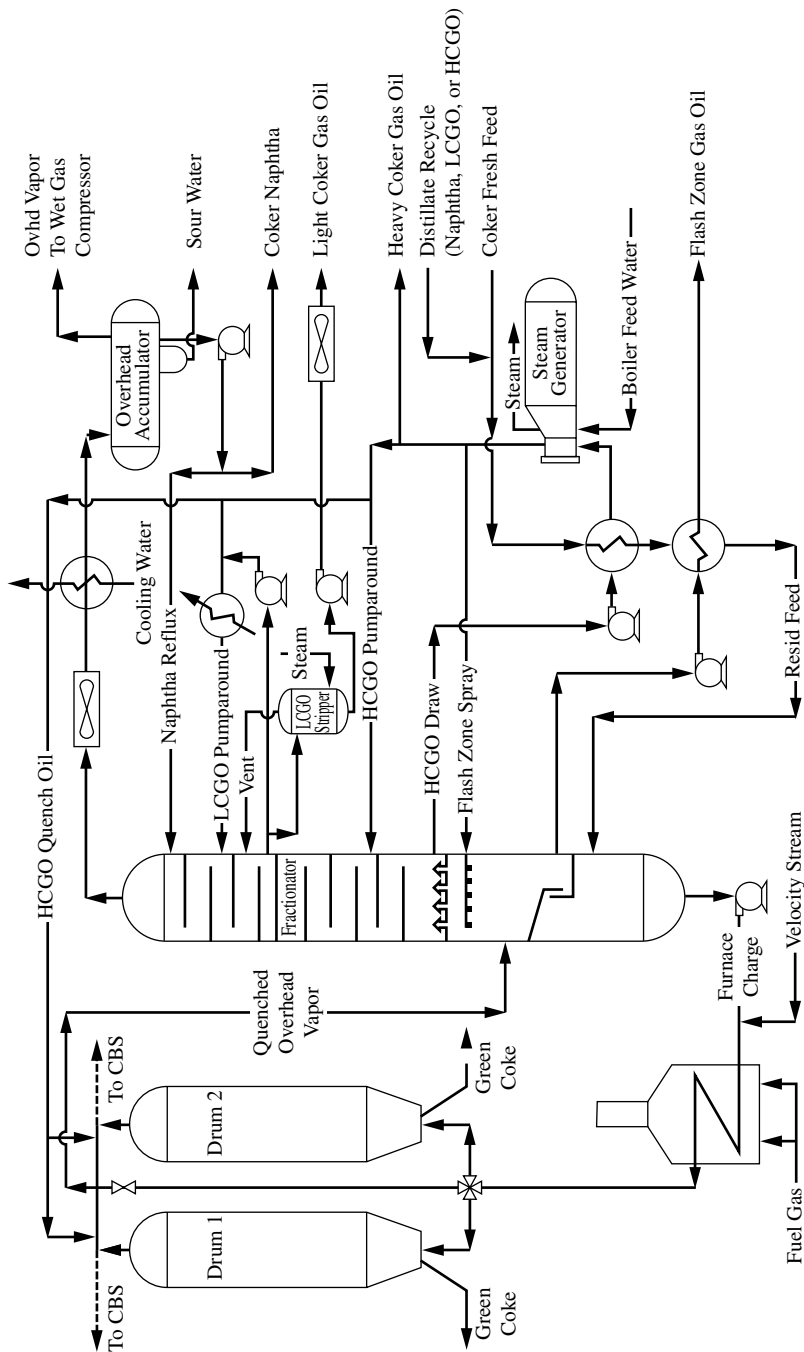 To CBS
To CBS
HCGO Quench Oil
Drum 1
Drum 2
Green
Coke
Green
Coke
Quenched
Overhead
Vapor
Fuel Gas
Furnace
Charge
Velocity Stream
Fractionator
Cooling Water
Naphtha Reflux
LCGO Pumparound
Vent
Steam
LCGO
Stripper
HCGO Pumparound
HCGO Draw
Flash Zone Spray
Resid Feed
Overhead
Accumulator
Ovhd Vapor
To Wet Gas
Compressor
Sour Water
Coker Naphtha
Light Coker Gas Oil
Heavy Coker Gas Oil
Distillate Recycle
(Naphtha, LCGO, or HCGO)
Coker Fresh Feed
Steam
Steam
Generator
Boiler Feed Water
Flash Zone Gas Oil